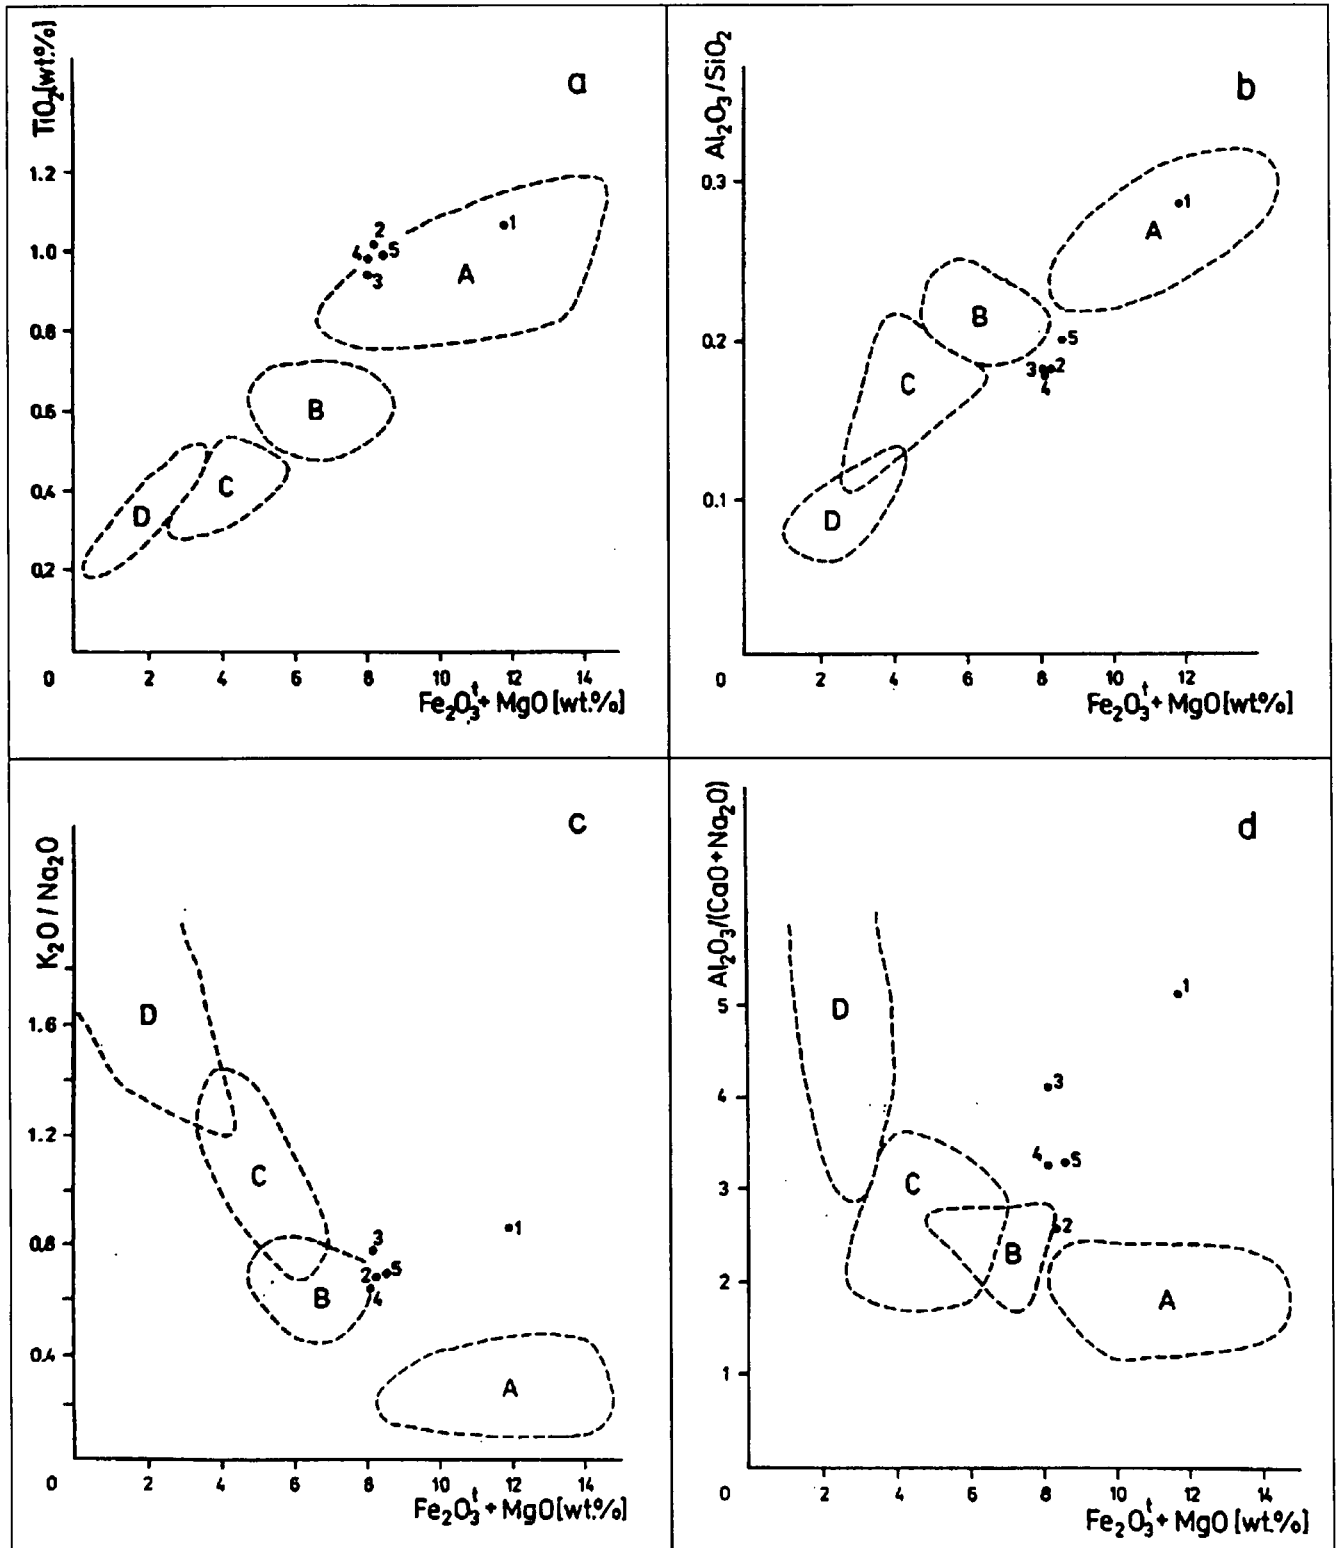 TiO₂[wt.%]
a
1.2
1.0
0.8
0.6
0.4
0.2
2
4
5
3
1
A
B
C
D
0 2 4 6 8 10 12 14
Fe₂O₃ᵗ+ MgO [wt.%]
Al₂O₃/SiO₂
b
0.3
0.2
0.1
1
A
B
5
3 2
4
C
D
0 2 4 6 8 10 12
Fe₂O₃ᵗ+ MgO [wt.%]
K₂O / Na₂O
c
1.6
1.2
0.8
0.4
D
C
1
3
2 5
4
B
A
0 2 4 6 8 10 12 14
Fe₂O₃ᵗ+ MgO [wt.%]
Al₂O₃/(CaO+Na₂O)
d
5
4
3
2
1
D
1
3
4 5
C
2
B
A
0 2 4 6 8 10 12 14
Fe₂O₃ᵗ+ MgO [wt.%]